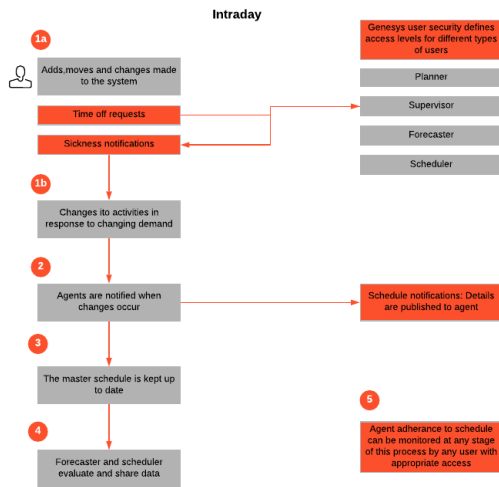 Intraday
1a
Adds,moves and changes made
to the system
Time off requests
Sickness notifications
Genesys user security defines
access levels for different types
of users
Planner
Supervisor
Forecaster
Scheduler
1b
Changes ito activities in
response to changing demand
2
Agents are notified when
changes occur
Schedule notifications: Details
are published to agent
3
The master schedule is kept up
to date
4
Forecaster and scheduler
evaluate and share data
5
Agent adharance to schedule
can be monitored at any stage
of this process by any user with
appropriate access